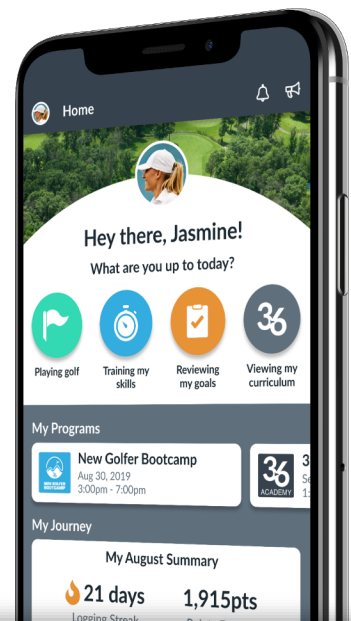 Home
Hey there, Jasmine!
What are you up to today?
36
Playing golf
Training my
skills
Reviewing
my goals
Viewing my
curriculum
My Programs
NEW GOLFER
BOOTCAMP
New Golfer Bootcamp
Aug 30, 2019
3:00pm - 7:00pm
36
ACADEMY
3
Se
1:
My Journey
My August Summary
21 days
1,915pts
Logging Streak